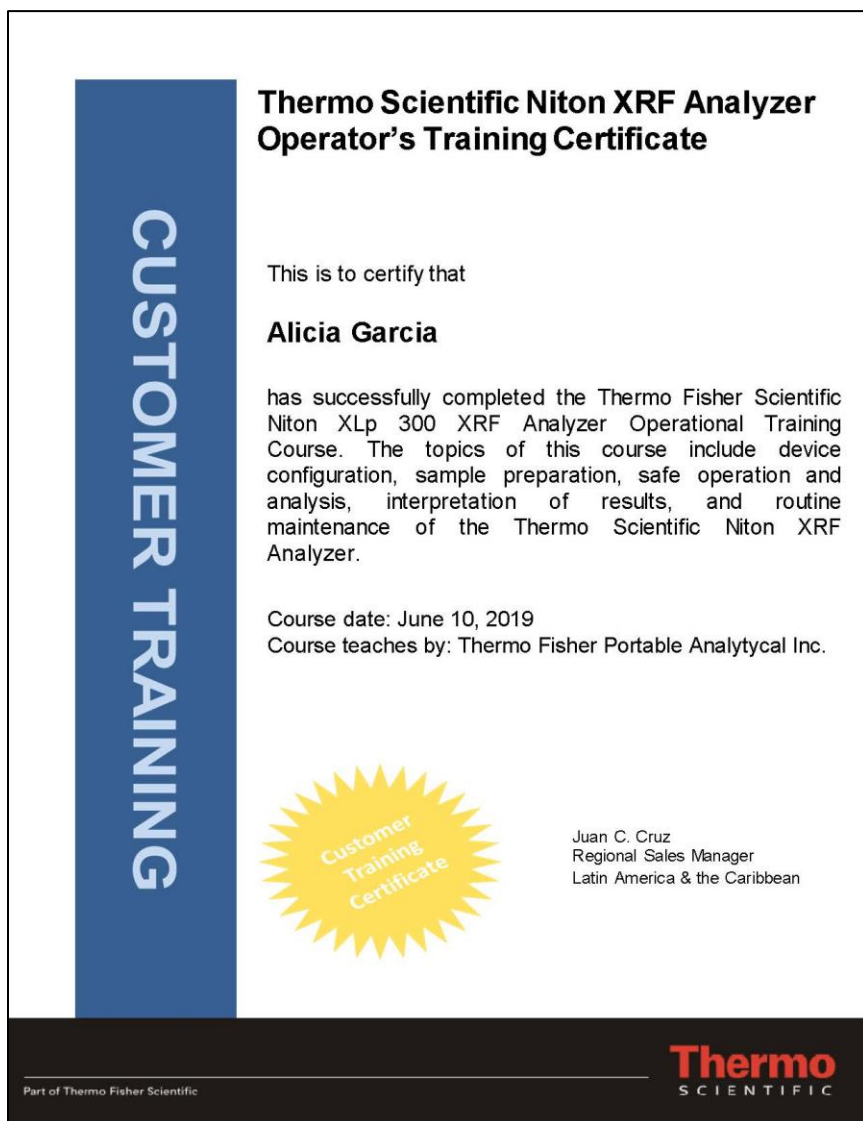 Thermo Scientific Niton XRF Analyzer
Operator's Training Certificate
CUSTOMER TRAINING
This is to certify that
Alicia Garcia
has successfully completed the Thermo Fisher Scientific
Niton XLp 300 XRF Analyzer Operational Training
Course. The topics of this course include device
configuration, sample preparation, safe operation and
analysis, interpretation of results, and routine
maintenance of the Thermo Scientific Niton XRF
Analyzer.
Course date: June 10, 2019
Course teaches by: Thermo Fisher Portable Analytycal Inc.
Customer
Training
Certificate
Juan C. Cruz
Regional Sales Manager
Latin America & the Caribbean
Part of Thermo Fisher Scientific
Thermo
SCIENTIFIC